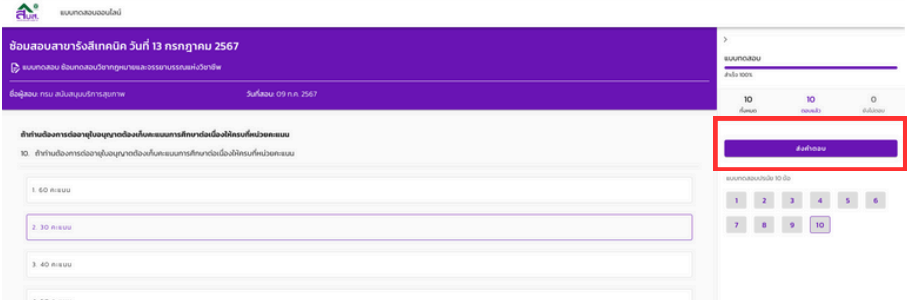 สบส.
แบบทดสอบออนไลน์
ซ้อมสอบสาขารังสีเทคนิค วันที่ 13 กรกฎาคม 2567
แบบทดสอบ ซ้อมทดสอบวิชากฎหมายและจรรยาบรรณแห่งวิชาชีพ
ชื่อผู้สอบ: กรม สนับสนุนบริการสุขภาพ
วันที่สอบ: 09 ก.ค. 2567
ถ้าท่านต้องการต่ออายุใบอนุญาตต้องเก็บคะแนนการศึกษาต่อเนื่องให้ครบกี่หน่วยคะแนน
10. ถ้าท่านต้องการต่ออายุใบอนุญาตต้องเก็บคะแนนการศึกษาต่อเนื่องให้ครบกี่หน่วยคะแนน
1. 60 คะแนน
2. 30 คะแนน
3. 40 คะแนน
แบบทดสอบ
สำเร็จ 100%
10 10 0
ทั้งหมด ตอบแล้ว ยังไม่ตอบ
ส่งคำตอบ
แบบทดสอบปรนัย 10 ข้อ
1 2 3 4 5 6
7 8 9 10